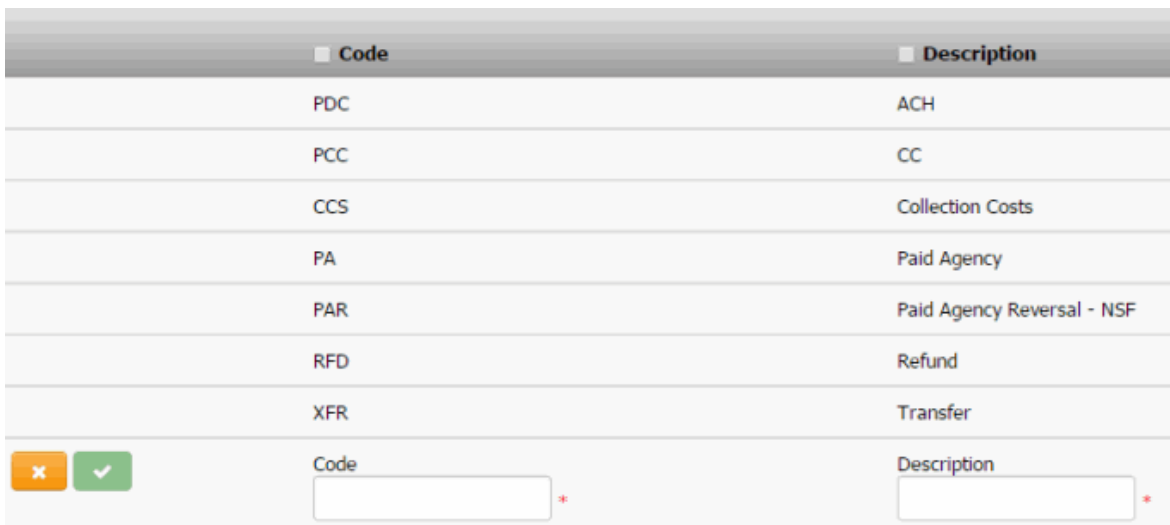 Code Description
PDC ACH
PCC CC
CCS Collection Costs
PA Paid Agency
PAR Paid Agency Reversal - NSF
RFD Refund
XFR Transfer
Code Description
* *